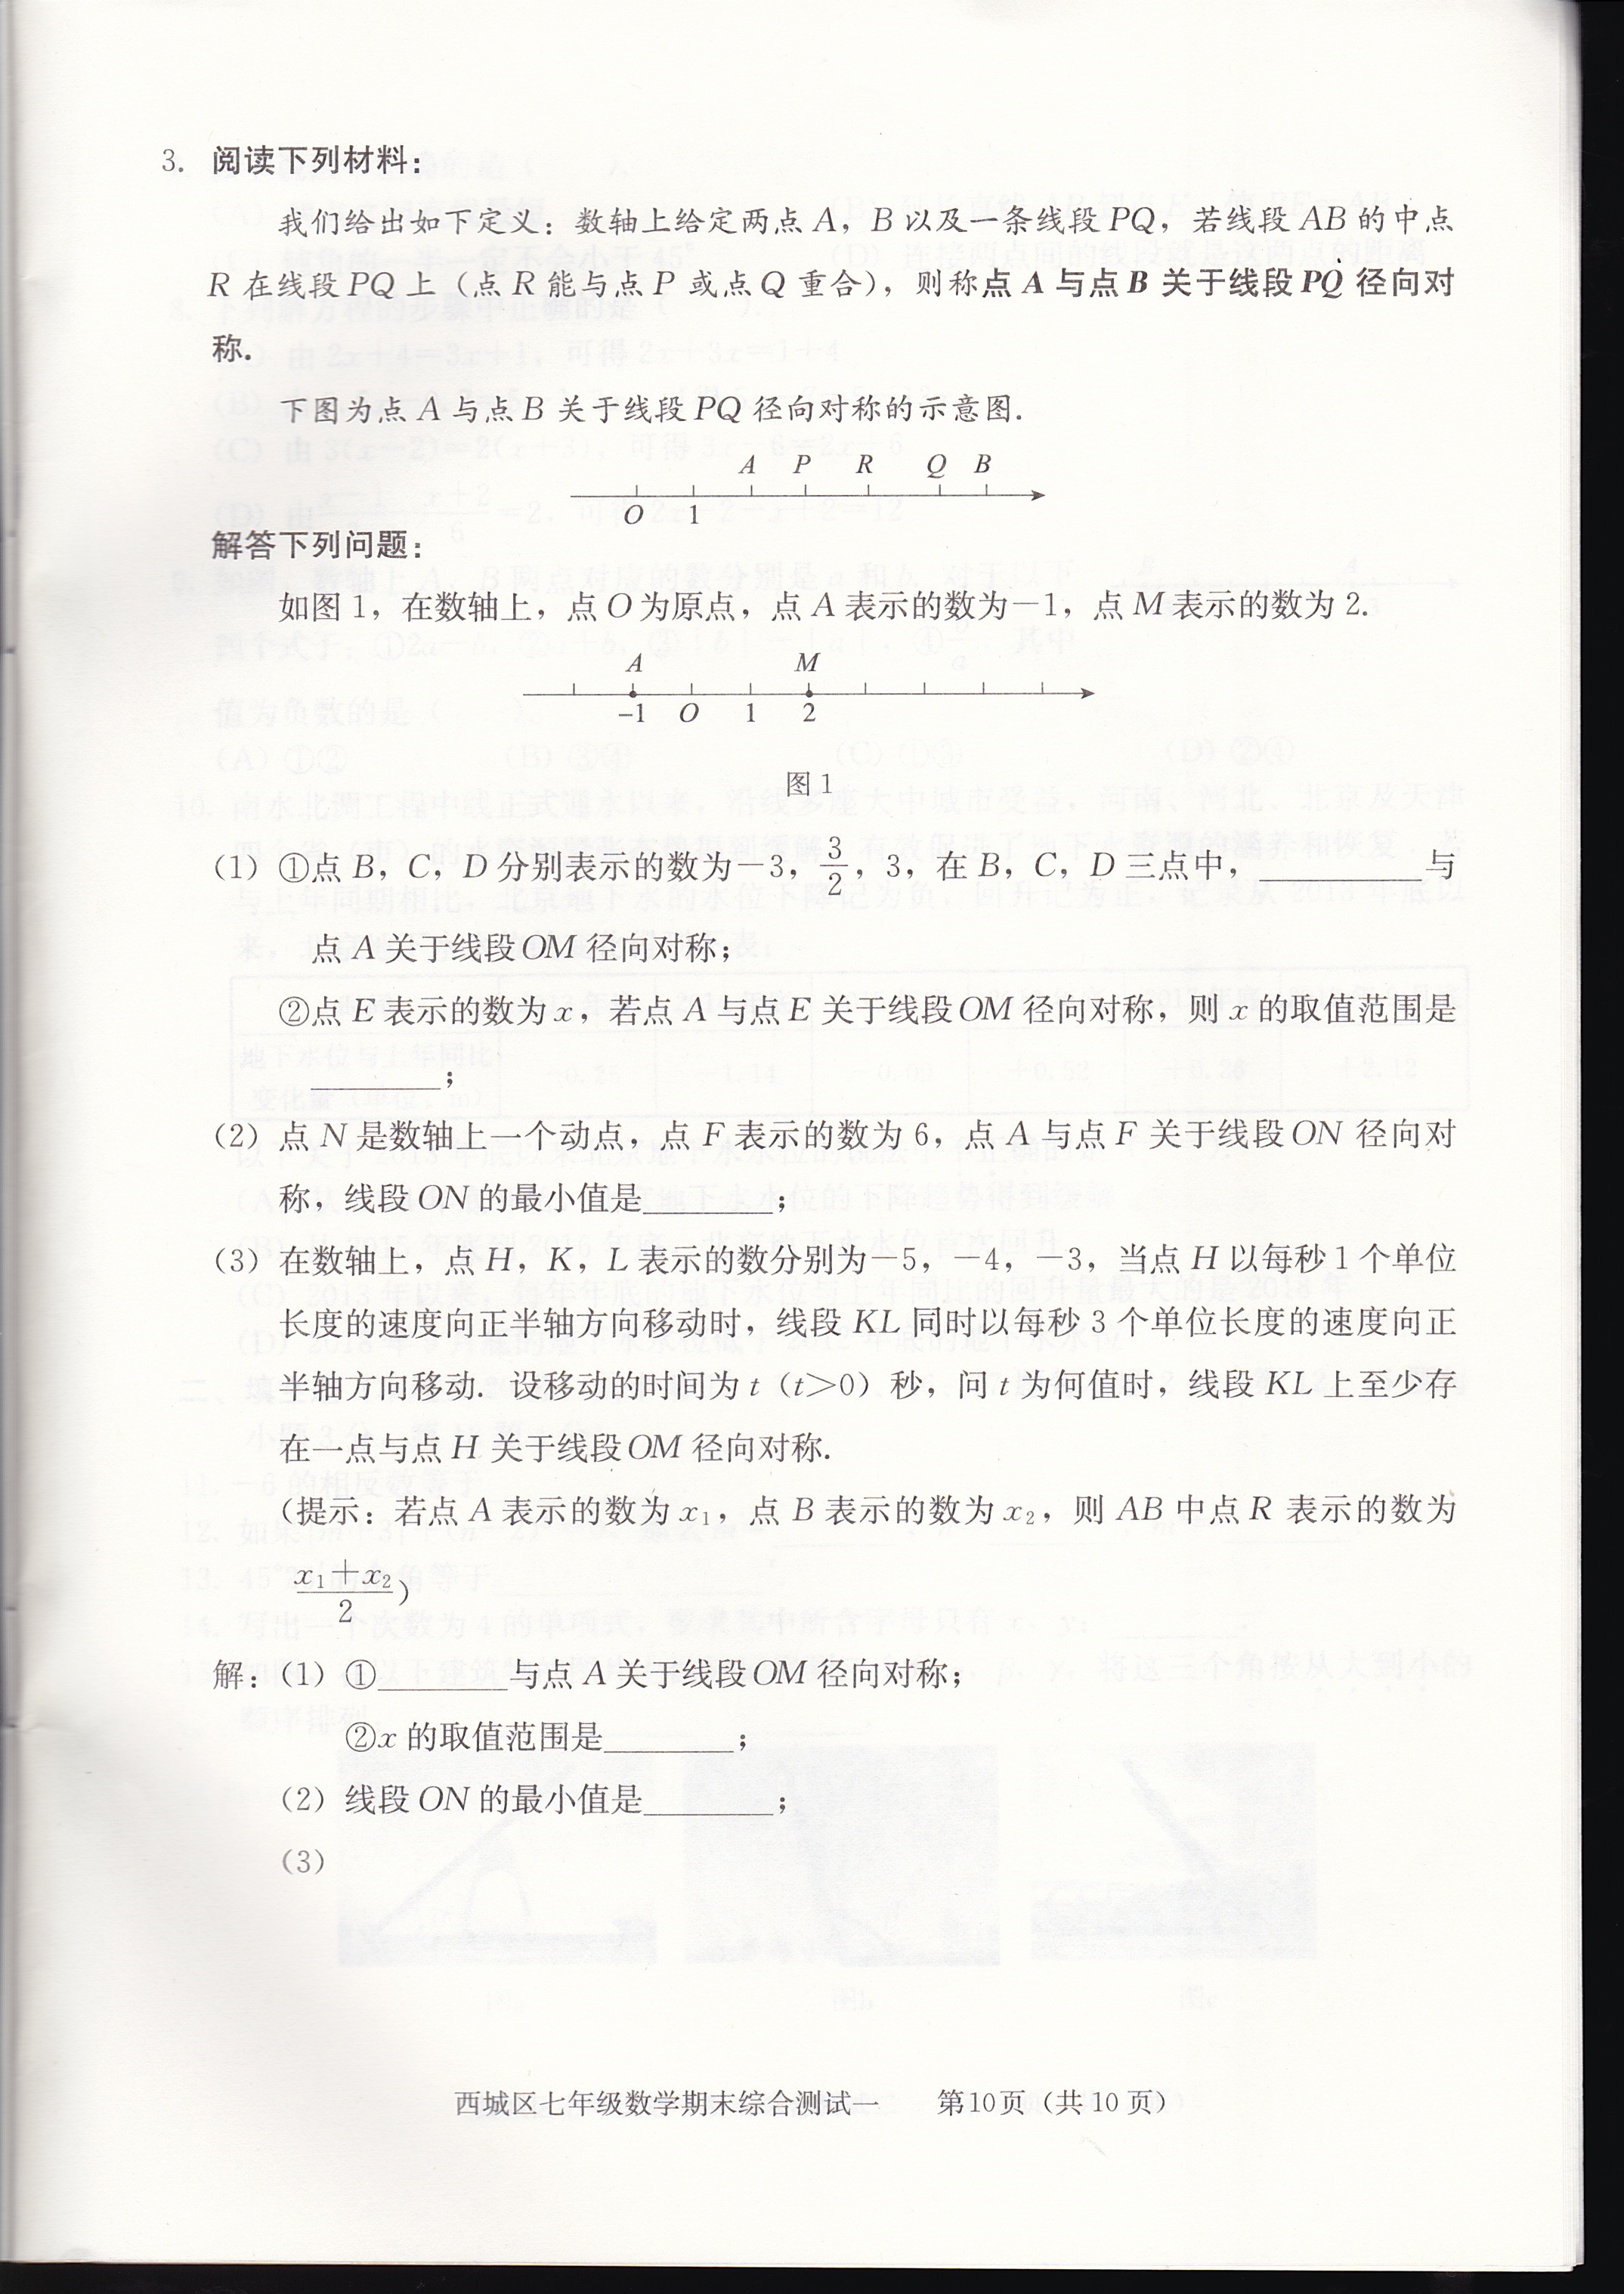 3. 阅读下列材料：
我们给出如下定义：数轴上给定两点 A，B 以及一条线段 PQ，若线段 AB 的中点
R 在线段 PQ 上（点 R 能与点 P 或点 Q 重合），则称点 A 与点 B 关于线段 PQ 径向对
称.
下图为点 A 与点 B 关于线段 PQ 径向对称的示意图.
A P R Q B
O 1
解答下列问题：
如图 1，在数轴上，点 O 为原点，点 A 表示的数为－1，点 M 表示的数为 2.
A M
-1 O 1 2
图 1
（1）①点 B，C，D 分别表示的数为－3，3/2，3，在 B，C，D 三点中，________与
点 A 关于线段 OM 径向对称；
②点 E 表示的数为 x，若点 A 与点 E 关于线段 OM 径向对称，则 x 的取值范围是
________；
（2）点 N 是数轴上一个动点，点 F 表示的数为 6，点 A 与点 F 关于线段 ON 径向对
称，线段 ON 的最小值是________；
（3）在数轴上，点 H，K，L 表示的数分别为－5，－4，－3，当点 H 以每秒 1 个单位
长度的速度向正半轴方向移动时，线段 KL 同时以每秒 3 个单位长度的速度向正
半轴方向移动. 设移动的时间为 t（t>0）秒，问 t 为何值时，线段 KL 上至少存
在一点与点 H 关于线段 OM 径向对称.
（提示：若点 A 表示的数为 x₁，点 B 表示的数为 x₂，则 AB 中点 R 表示的数为
(x₁+x₂)/2）
解：（1）①________与点 A 关于线段 OM 径向对称；
②x 的取值范围是________；
（2）线段 ON 的最小值是________；
（3）
西城区七年级数学期末综合测试一 第10页（共 10 页）